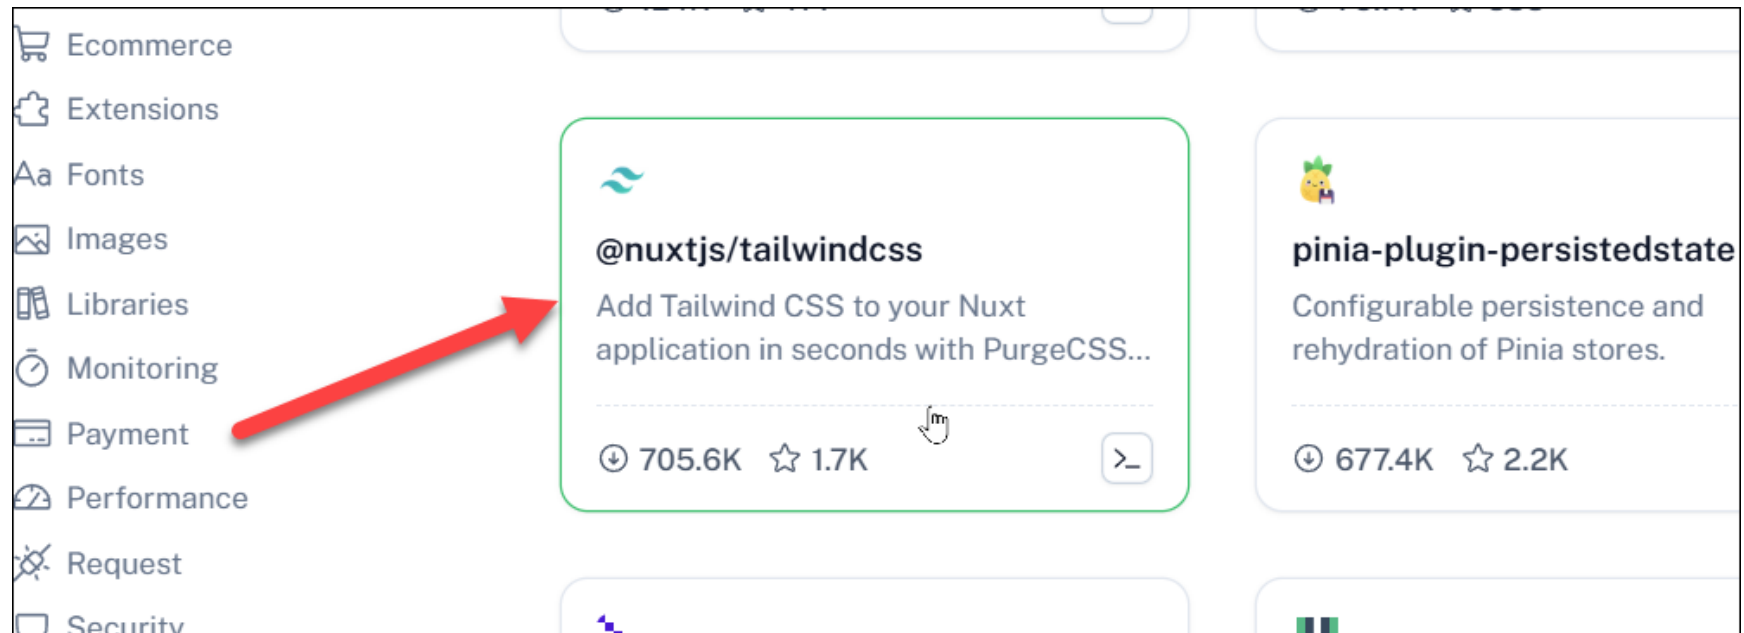 Ecommerce
Extensions
Aa Fonts
Images
Libraries
Monitoring
Payment
Performance
Request
Security
@nuxtjs/tailwindcss
Add Tailwind CSS to your Nuxt
application in seconds with PurgeCSS...
705.6K 1.7K
>_
pinia-plugin-persistedstate
Configurable persistence and
rehydration of Pinia stores.
677.4K 2.2K